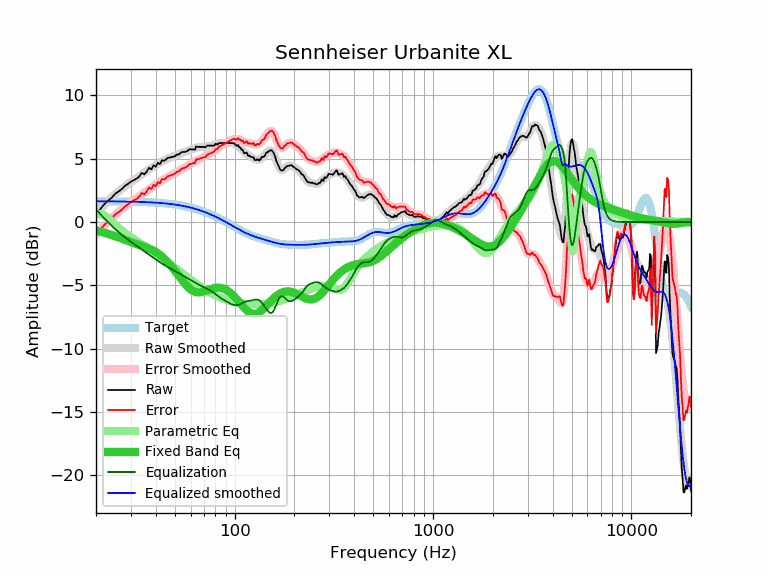 Sennheiser Urbanite XL
10
5
0
−5
−10
−15
−20
Amplitude (dBr)
Target
Raw Smoothed
Error Smoothed
Raw
Error
Parametric Eq
Fixed Band Eq
Equalization
Equalized smoothed
100 1000 10000
Frequency (Hz)